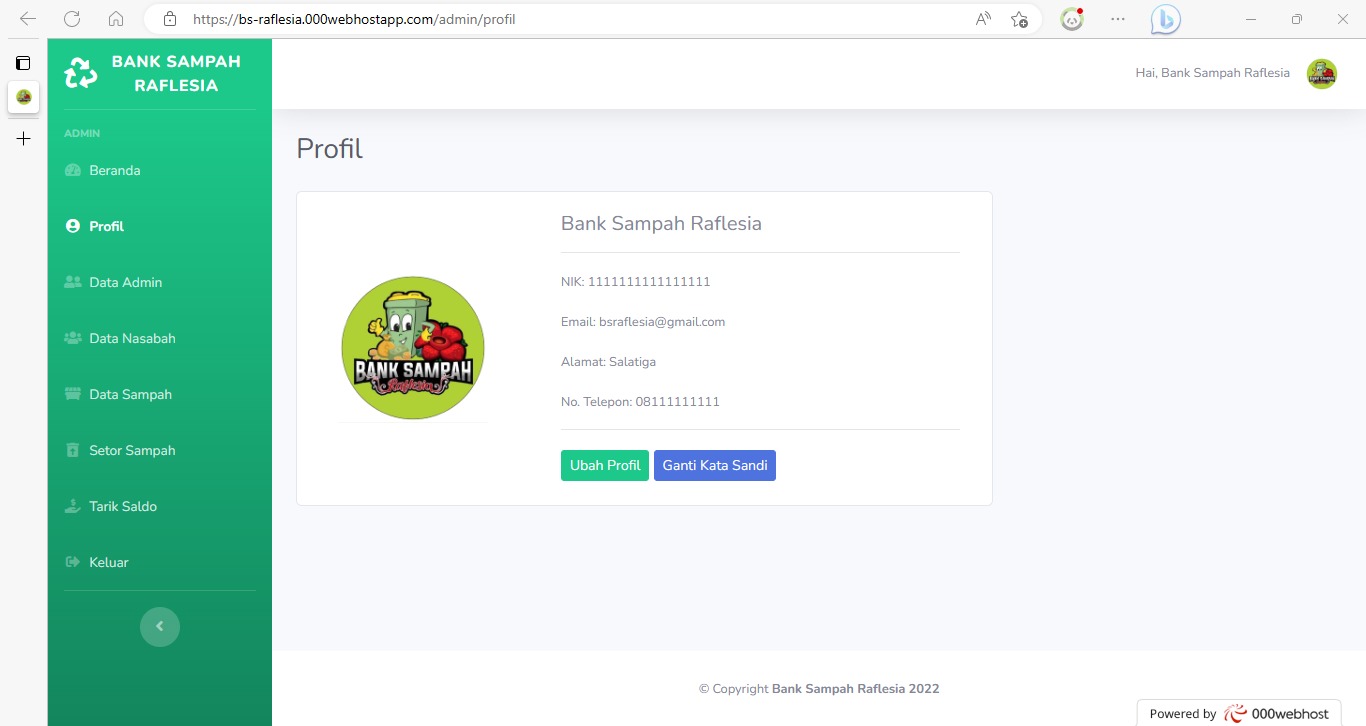 https://bs-raflesia.000webhostapp.com/admin/profil
BANK SAMPAH
RAFLESIA
Hai, Bank Sampah Raflesia
ADMIN
Beranda
Profil
Data Admin
Data Nasabah
Data Sampah
Setor Sampah
Tarik Saldo
Keluar
Profil
BANK SAMPAH
Raflesia
Bank Sampah Raflesia
NIK: 1111111111111111
Email: bsraflesia@gmail.com
Alamat: Salatiga
No. Telepon: 08111111111
Ubah Profil
Ganti Kata Sandi
© Copyright Bank Sampah Raflesia 2022
Powered by 000webhost